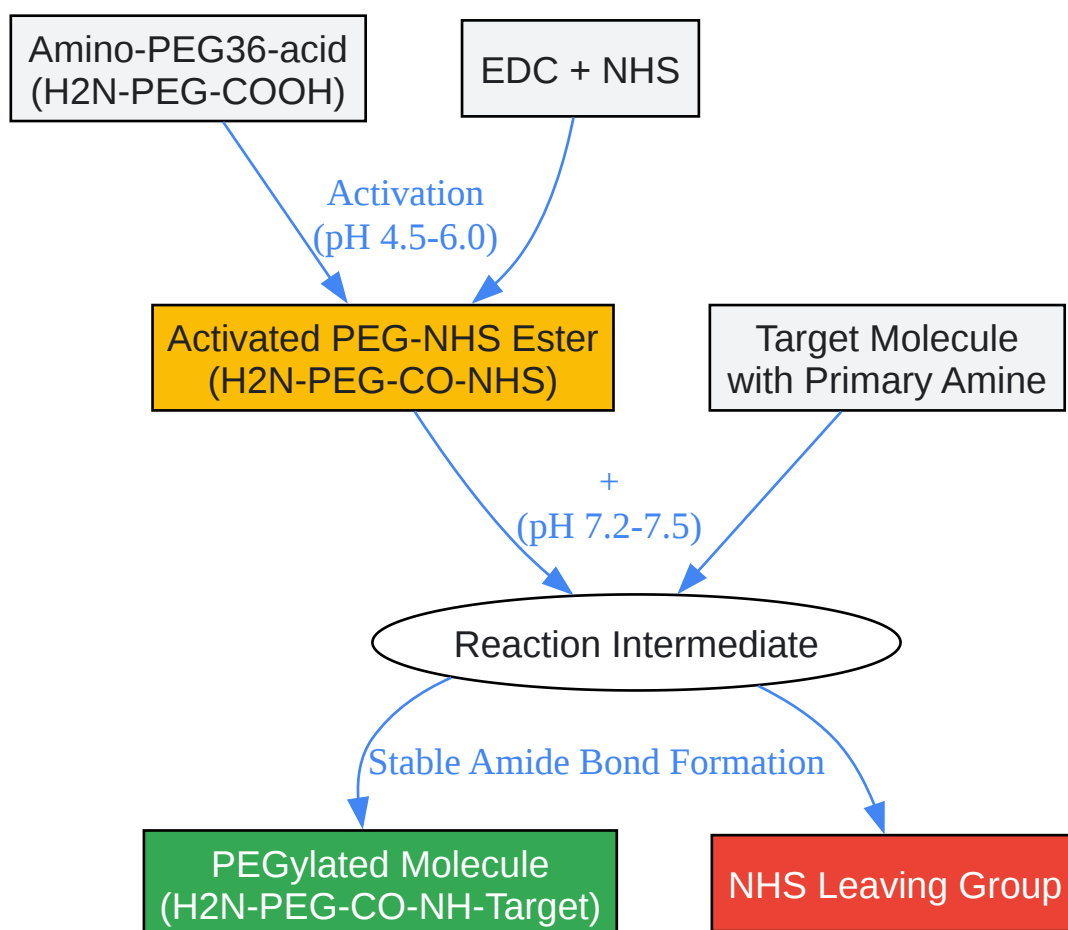 Amino-PEG36-acid
(H2N-PEG-COOH)
EDC + NHS
Activation
(pH 4.5-6.0)
Activated PEG-NHS Ester
(H2N-PEG-CO-NHS)
Target Molecule
with Primary Amine
+
(pH 7.2-7.5)
Reaction Intermediate
Stable Amide Bond Formation
PEGylated Molecule
(H2N-PEG-CO-NH-Target)
NHS Leaving Group